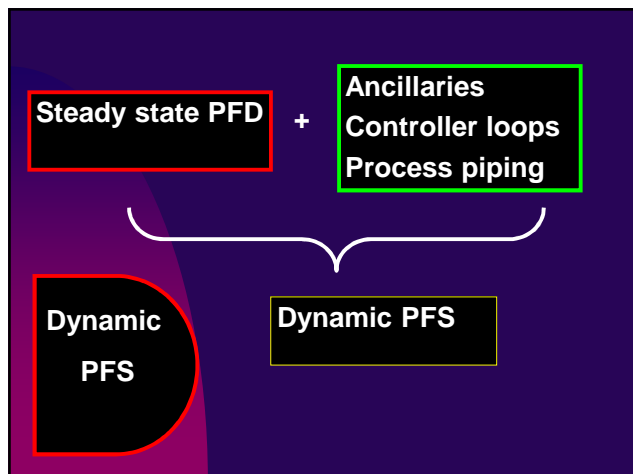 Steady state PFD
+
Ancillaries
Controller loops
Process piping
Dynamic
PFS
Dynamic PFS